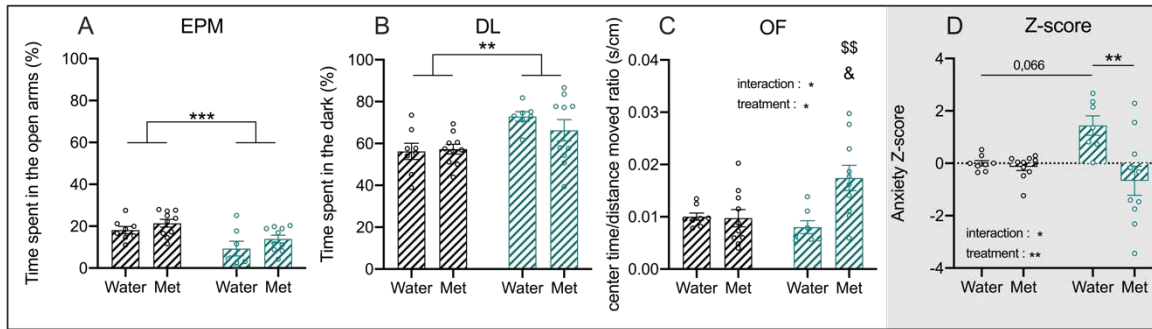 A EPM
Time spent in the open arms (%)
100
80
60
40
20
0
***
Water Met Water Met
B DL
Time spent in the dark (%)
100
80
60
40
20
0
**
Water Met Water Met
C OF
center time/distance moved ratio (s/cm)
0.04
0.03
0.02
0.01
0.00
interaction : *
treatment : *
$$
&
Water Met Water Met
D Z-score
Anxiety Z-score
4
2
0
-2
-4
0,066
**
interaction : *
treatment : **
Water Met Water Met